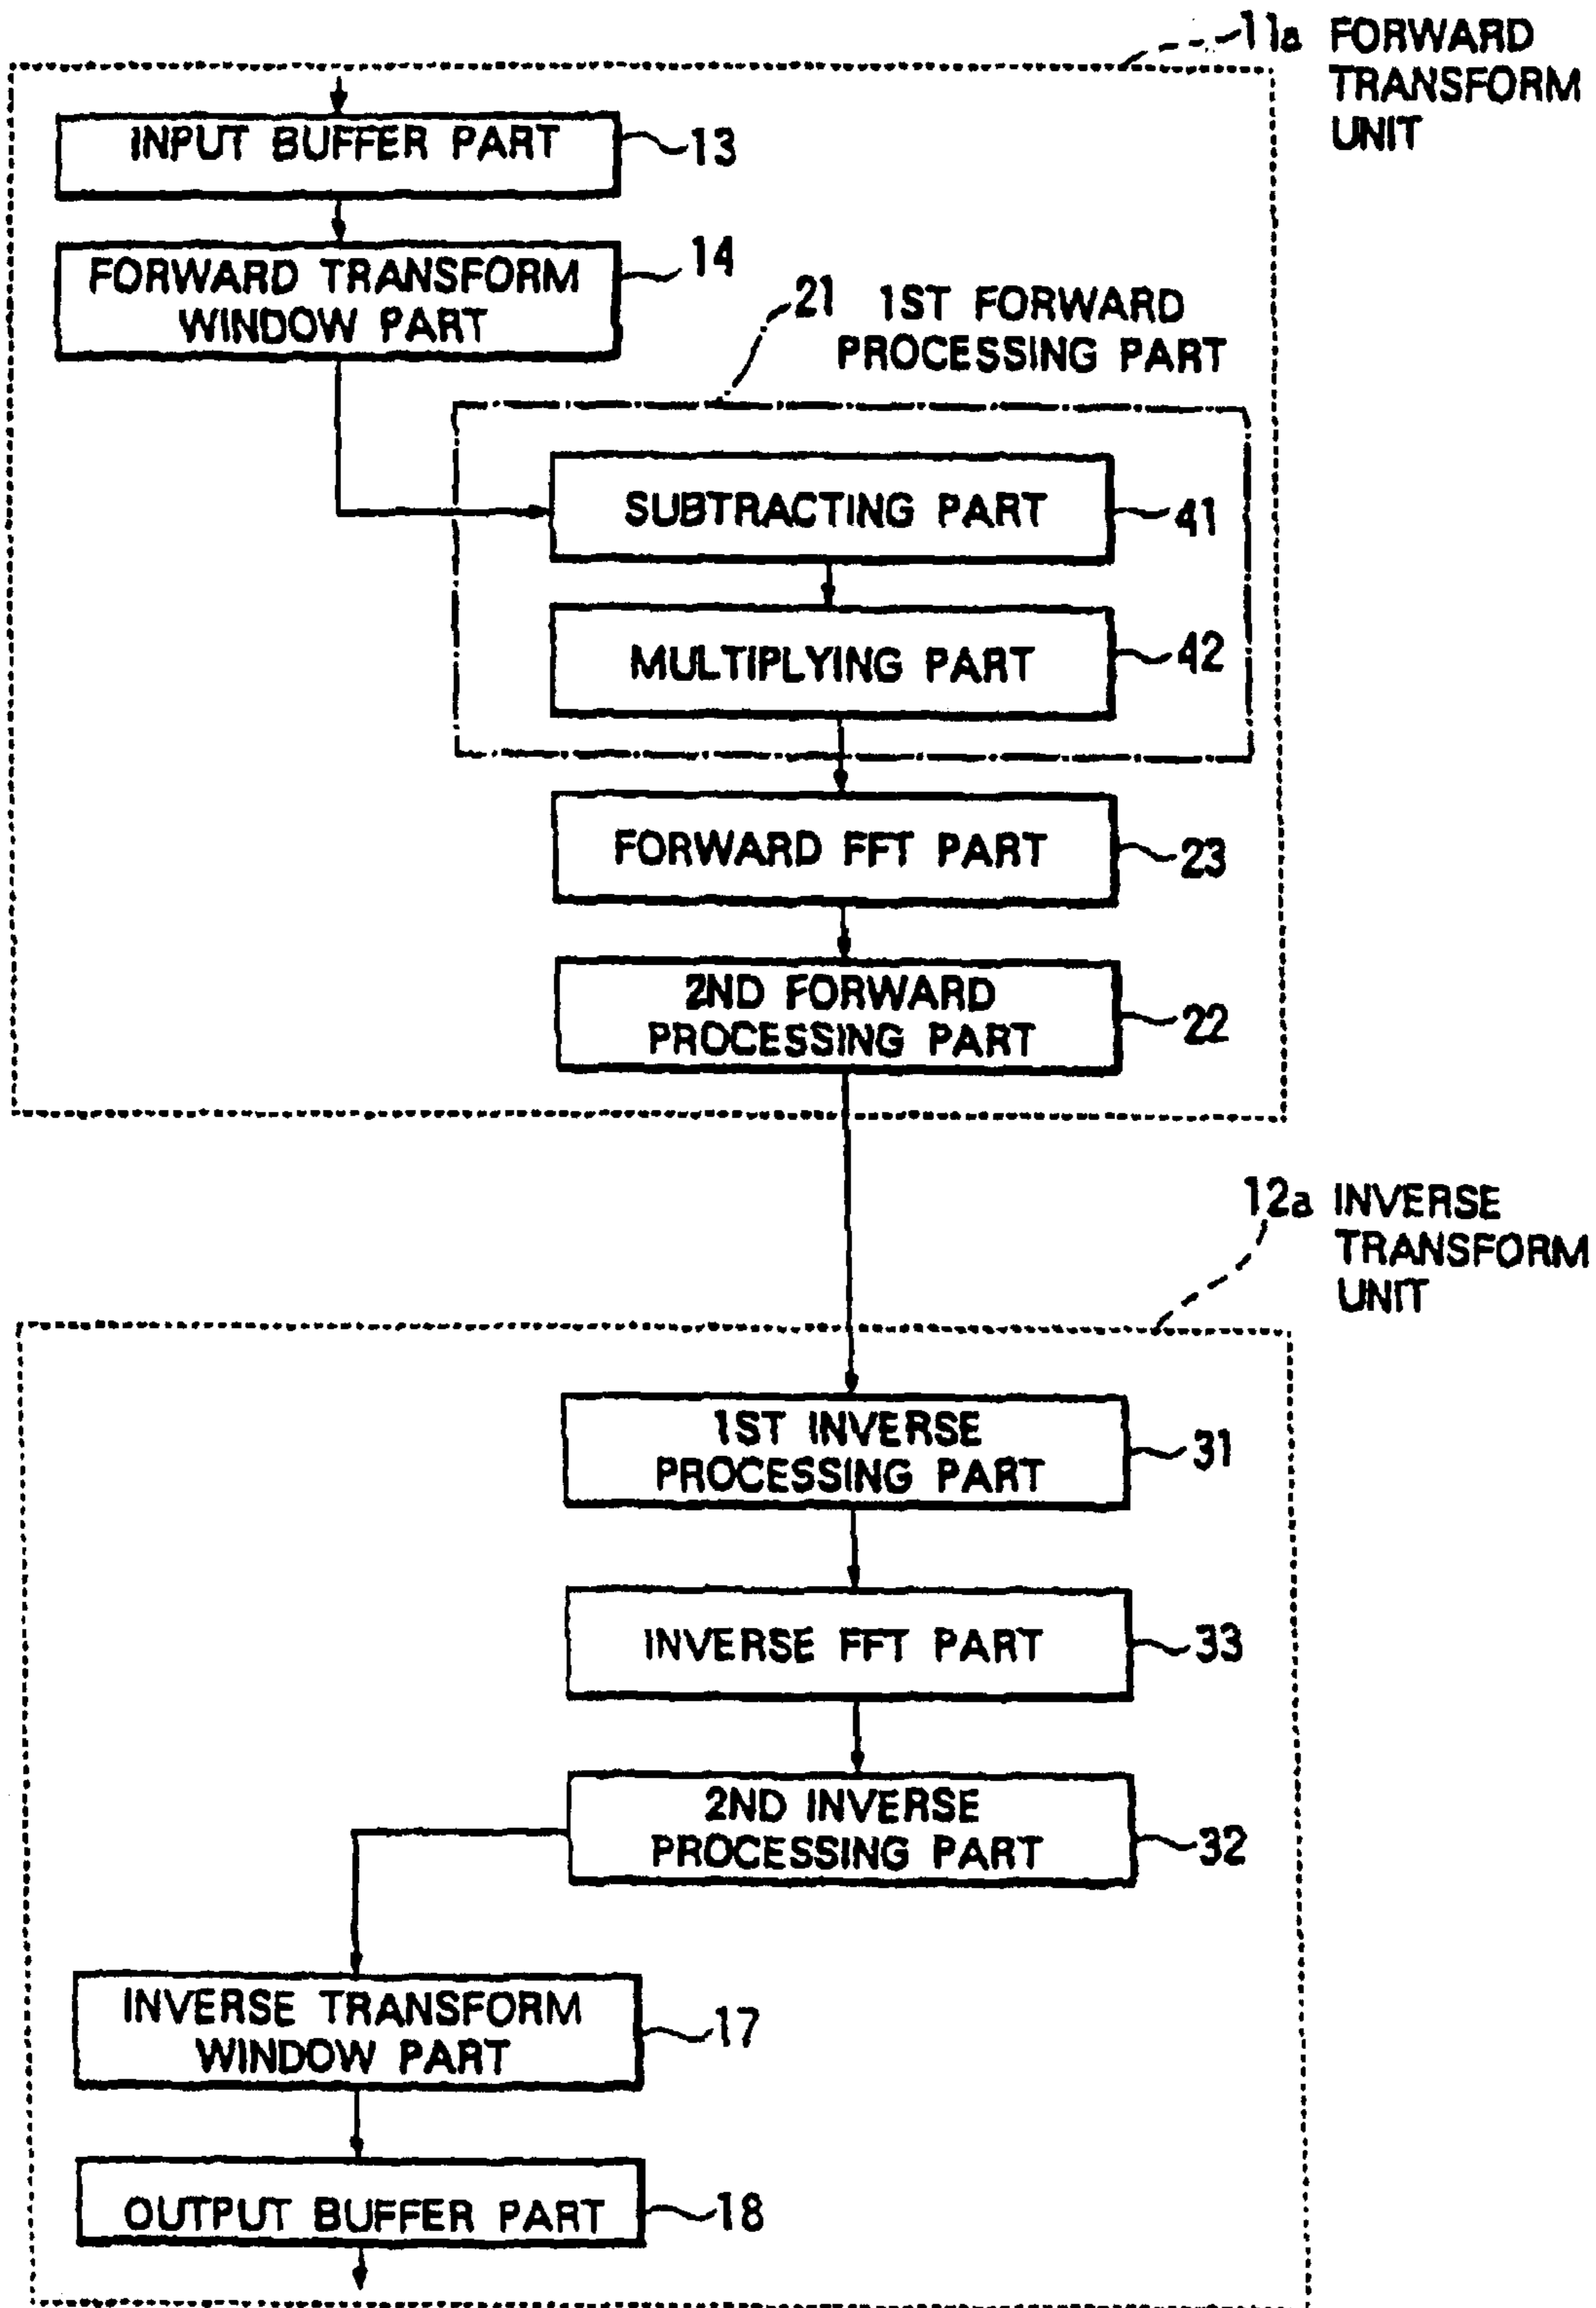 11a FORWARD
TRANSFORM
UNIT
INPUT BUFFER PART
13
FORWARD TRANSFORM
WINDOW PART
14
21 1ST FORWARD
PROCESSING PART
SUBTRACTING PART
41
MULTIPLYING PART
42
FORWARD FFT PART
23
2ND FORWARD
PROCESSING PART
22
12a INVERSE
TRANSFORM
UNIT
1ST INVERSE
PROCESSING PART
31
INVERSE FFT PART
33
2ND INVERSE
PROCESSING PART
32
INVERSE TRANSFORM
WINDOW PART
17
OUTPUT BUFFER PART
18